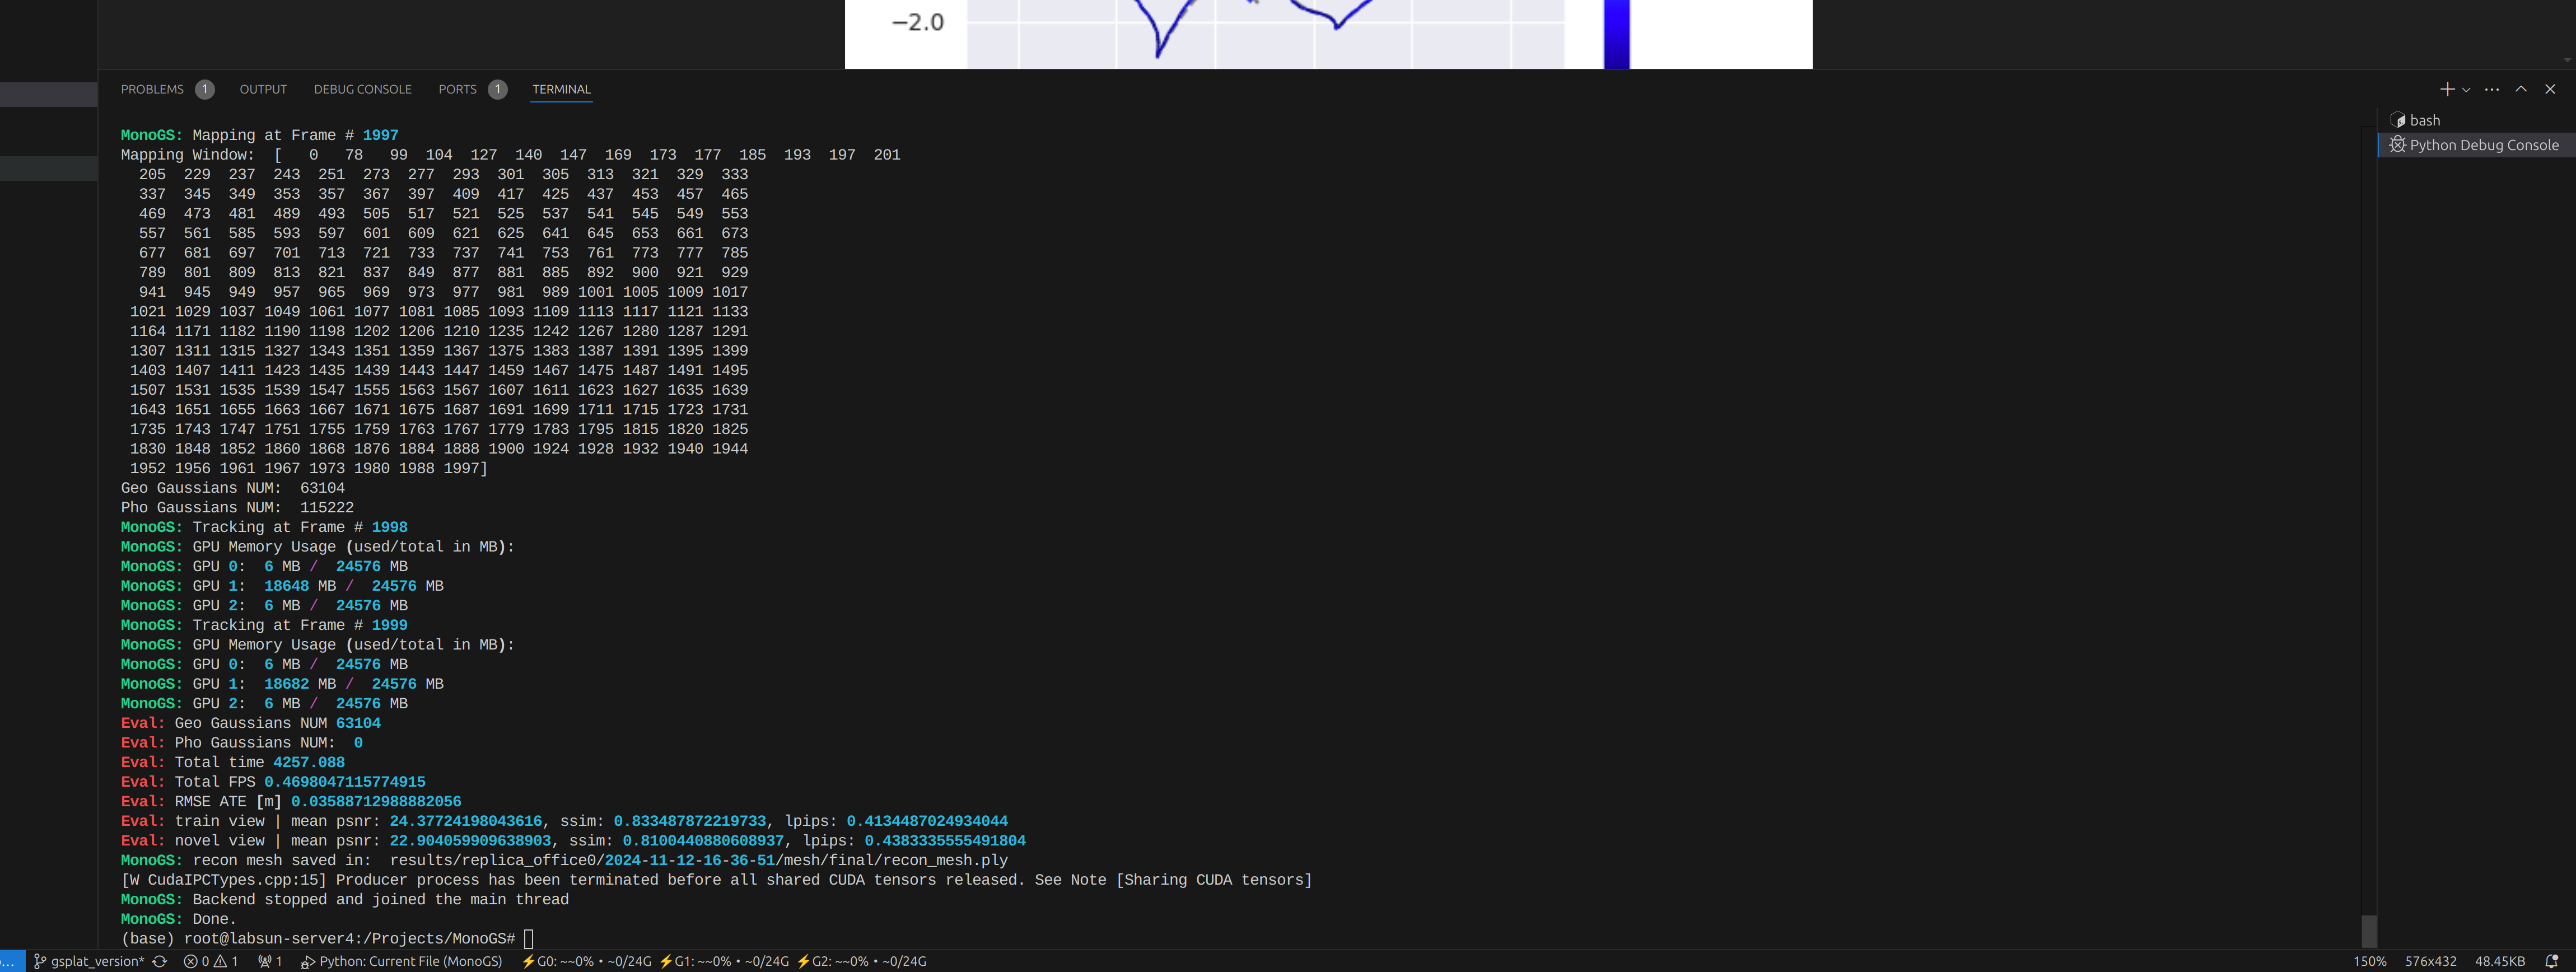 −2.0
PROBLEMS 1 OUTPUT DEBUG CONSOLE PORTS 1 TERMINAL
bash
Python Debug Console
MonoGS: Mapping at Frame # 1997
Mapping Window:  [   0   78   99  104  127  140  147  169  173  177  185  193  197  201
  205  229  237  243  251  273  277  293  301  305  313  321  329  333
  337  345  349  353  357  367  397  409  417  425  437  453  457  465
  469  473  481  489  493  505  517  521  525  537  541  545  549  553
  557  561  585  593  597  601  609  621  625  641  645  653  661  673
  677  681  697  701  713  721  733  737  741  753  761  773  777  785
  789  801  809  813  821  837  849  877  881  885  892  900  921  929
  941  945  949  957  965  969  973  977  981  989 1001 1005 1009 1017
 1021 1029 1037 1049 1061 1077 1081 1085 1093 1109 1113 1117 1121 1133
 1164 1171 1182 1190 1198 1202 1206 1210 1235 1242 1267 1280 1287 1291
 1307 1311 1315 1327 1343 1351 1359 1367 1375 1383 1387 1391 1395 1399
 1403 1407 1411 1423 1435 1439 1443 1447 1459 1467 1475 1487 1491 1495
 1507 1531 1535 1539 1547 1555 1563 1567 1607 1611 1623 1627 1635 1639
 1643 1651 1655 1663 1667 1671 1675 1687 1691 1699 1711 1715 1723 1731
 1735 1743 1747 1751 1755 1759 1763 1767 1779 1783 1795 1815 1820 1825
 1830 1848 1852 1860 1868 1876 1884 1888 1900 1924 1928 1932 1940 1944
 1952 1956 1961 1967 1973 1980 1988 1997]
Geo Gaussians NUM:  63104
Pho Gaussians NUM:  115222
MonoGS: Tracking at Frame # 1998
MonoGS: GPU Memory Usage (used/total in MB):
MonoGS: GPU 0:  6 MB /  24576 MB
MonoGS: GPU 1:  18648 MB /  24576 MB
MonoGS: GPU 2:  6 MB /  24576 MB
MonoGS: Tracking at Frame # 1999
MonoGS: GPU Memory Usage (used/total in MB):
MonoGS: GPU 0:  6 MB /  24576 MB
MonoGS: GPU 1:  18682 MB /  24576 MB
MonoGS: GPU 2:  6 MB /  24576 MB
Eval: Geo Gaussians NUM 63104
Eval: Pho Gaussians NUM:  0
Eval: Total time 4257.088
Eval: Total FPS 0.4698047115774915
Eval: RMSE ATE [m] 0.03588712988882056
Eval: train view | mean psnr: 24.37724198043616, ssim: 0.833487872219733, lpips: 0.4134487024934044
Eval: novel view | mean psnr: 22.904059909638903, ssim: 0.8100440880608937, lpips: 0.4383335555491804
MonoGS: recon mesh saved in:  results/replica_office0/2024-11-12-16-36-51/mesh/final/recon_mesh.ply
[W CudaIPCTypes.cpp:15] Producer process has been terminated before all shared CUDA tensors released. See Note [Sharing CUDA tensors]
MonoGS: Backend stopped and joined the main thread
MonoGS: Done.
(base) root@labsun-server4:/Projects/MonoGS#
... gsplat_version* 0 1 1 Python: Current File (MonoGS) ⚡G0: ~~0% • ~0/24G ⚡G1: ~~0% • ~0/24G ⚡G2: ~~0% • ~0/24G 150% 576x432 48.45KB